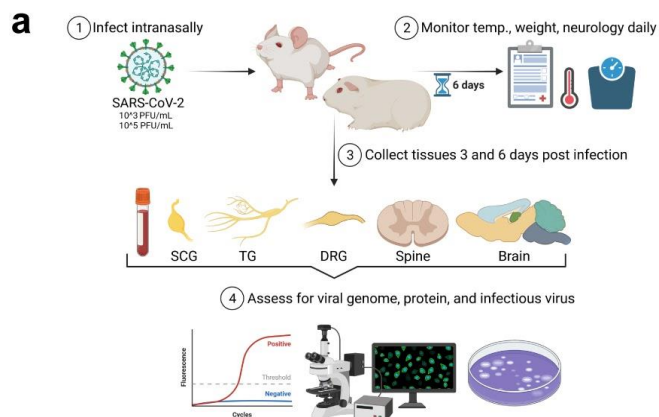 a
1 Infect intranasally
2 Monitor temp., weight, neurology daily
SARS-CoV-2
10^3 PFU/mL
10^5 PFU/mL
6 days
3 Collect tissues 3 and 6 days post infection
SCG
TG
DRG
Spine
Brain
4 Assess for viral genome, protein, and infectious virus
Fluorescence
Positive
Threshold
Negative
Cycles